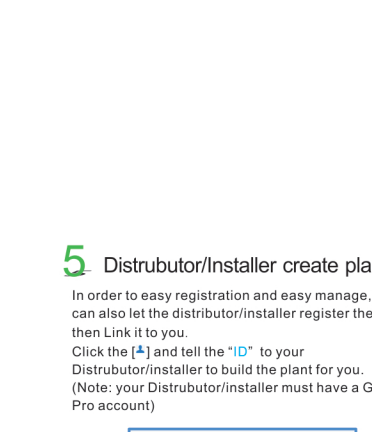 5 Distrubutor/Installer create pla
In order to easy registration and easy manage,
can also let the distributor/installer register the
then Link it to you.
Click the [ ] and tell the “ID” to your
Distrubutor/installer to build the plant for you.
(Note: your Distrubutor/installer must have a G
Pro account)